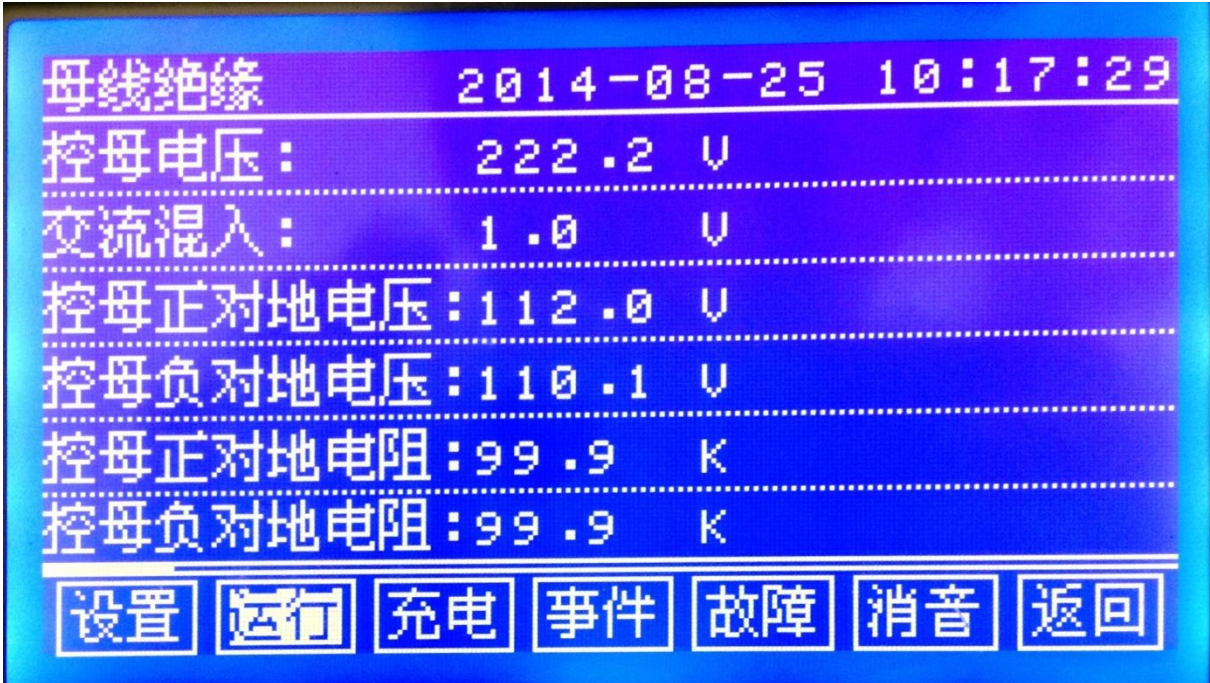 母线绝缘 2014-08-25 10:17:29
控母电压: 222.2 V
交流混入: 1.0 V
控母正对地电压:112.0 V
控母负对地电压:110.1 V
控母正对地电阻:99.9 K
控母负对地电阻:99.9 K
设置 运行 充电 事件 故障 消音 返回